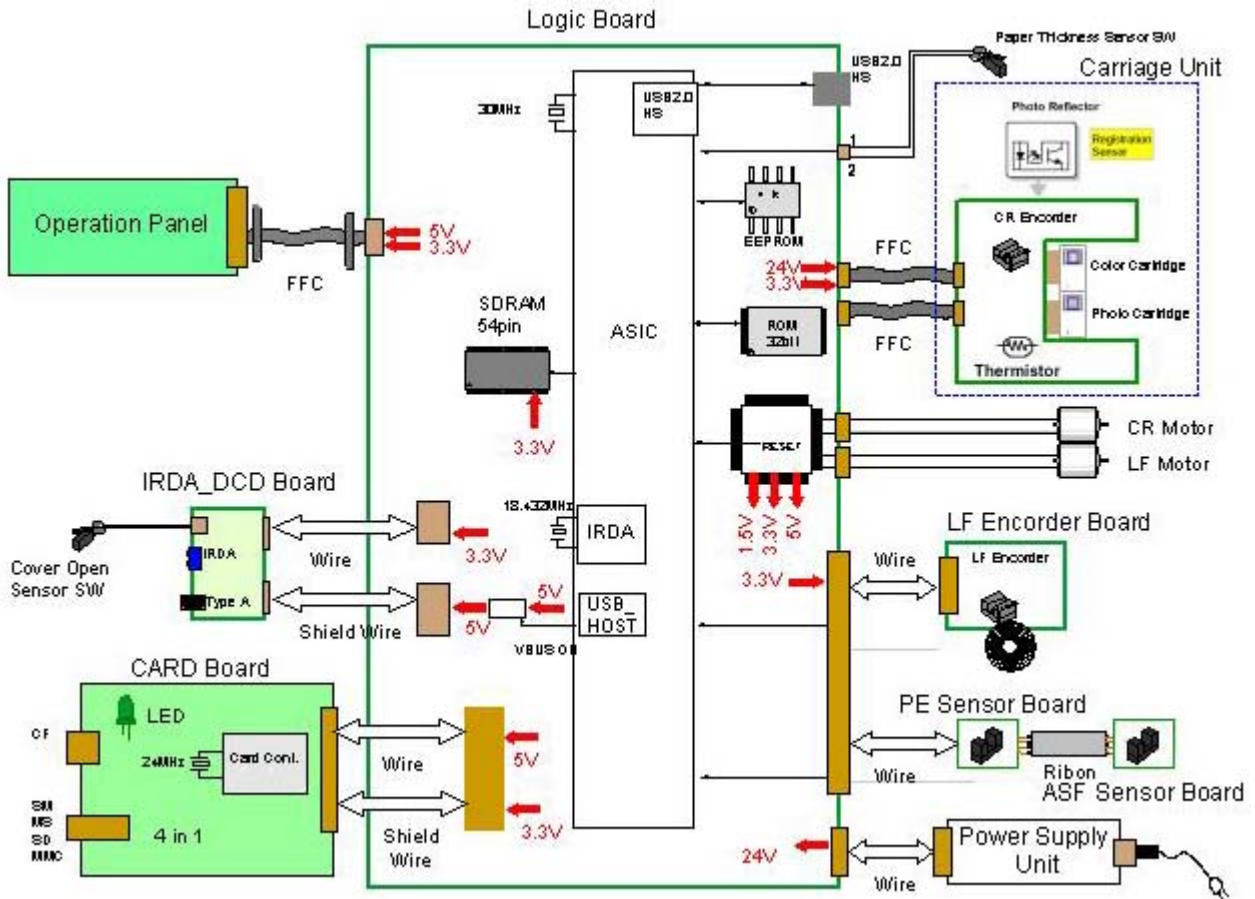 Logic Board
Paper Thickness Sensor SW
Carriage Unit
USB2.0
HS
USB2.0
HS
30MHz
Photo Reflector
Registration
Sensor
1
2
Operation Panel
5V
3.3V
FFC
EEPROM
CR Encorder
FFC
24V
3.3V
Color Cartridge
SDRAM
54pin
ASIC
ROM
32bit
FFC
Photo Cartridge
Thermistor
3.3V
RESET
CR Motor
LF Motor
IRDA_DCD Board
18.432MHz
1.5V
3.3V
5V
LF Encorder Board
IRDA
IRDA
Wire
3.3V
Wire
LF Encorder
Cover Open
Sensor SW
3.3V
Type A
5V
5V
USB_
HOST
Shield Wire
VBUS ON
CARD Board
LED
PE Sensor Board
CF
24MHz
Card Cont.
Wire
5V
Wire
Ribon
ASF Sensor Board
SM
MS
SD
MMC
4 in 1
Shield
Wire
3.3V
24V
Power Supply
Unit
Wire